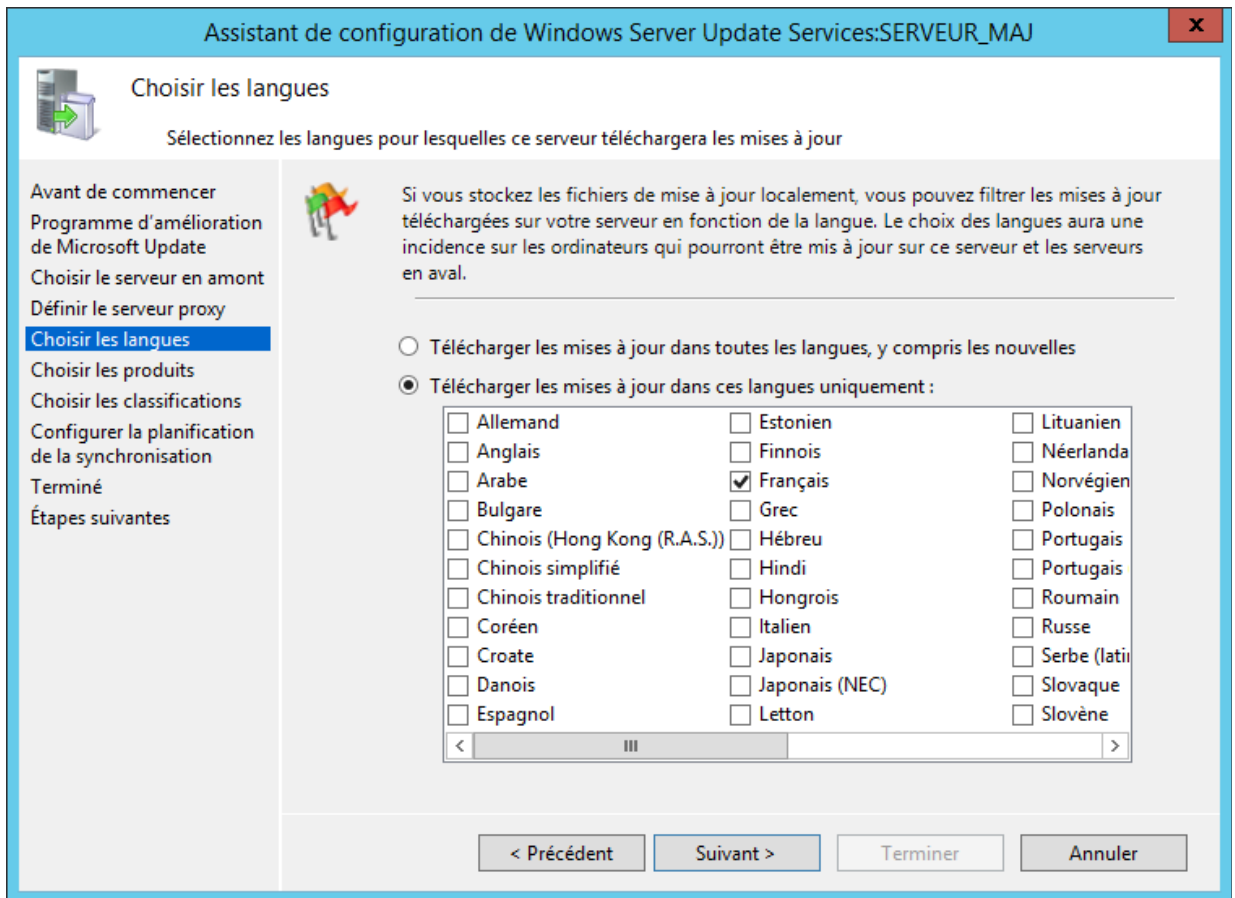 Assistant de configuration de Windows Server Update Services:SERVEUR_MAJ
x
Choisir les langues
Sélectionnez les langues pour lesquelles ce serveur téléchargera les mises à jour
Avant de commencer
Programme d'amélioration
de Microsoft Update
Choisir le serveur en amont
Définir le serveur proxy
Choisir les langues
Choisir les produits
Choisir les classifications
Configurer la planification
de la synchronisation
Terminé
Étapes suivantes
Si vous stockez les fichiers de mise à jour localement, vous pouvez filtrer les mises à jour
téléchargées sur votre serveur en fonction de la langue. Le choix des langues aura une
incidence sur les ordinateurs qui pourront être mis à jour sur ce serveur et les serveurs
en aval.
Télécharger les mises à jour dans toutes les langues, y compris les nouvelles
Télécharger les mises à jour dans ces langues uniquement :
Allemand
Anglais
Arabe
Bulgare
Chinois (Hong Kong (R.A.S.))
Chinois simplifié
Chinois traditionnel
Coréen
Croate
Danois
Espagnol
Estonien
Finnois
Français
Grec
Hébreu
Hindi
Hongrois
Italien
Japonais
Japonais (NEC)
Letton
Lituanien
Néerlanda
Norvégien
Polonais
Portugais
Portugais
Roumain
Russe
Serbe (latin
Slovaque
Slovène
< Précédent
Suivant >
Terminer
Annuler